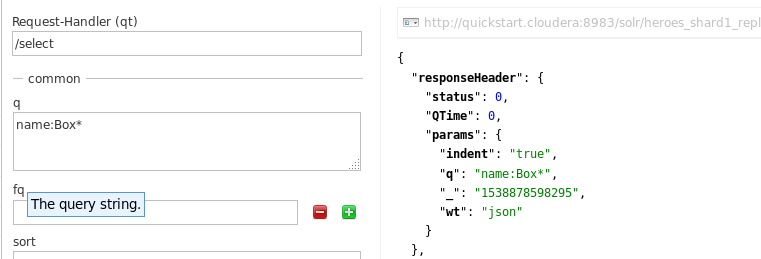 Request-Handler (qt)
/select
common
q
name:Box*
fq
The query string.
sort
http://quickstart.cloudera:8983/solr/heroes_shard1_repl
{
"responseHeader": {
"status": 0,
"QTime": 0,
"params": {
"indent": "true",
"q": "name:Box*",
"_": "1538878598295",
"wt": "json"
}
},